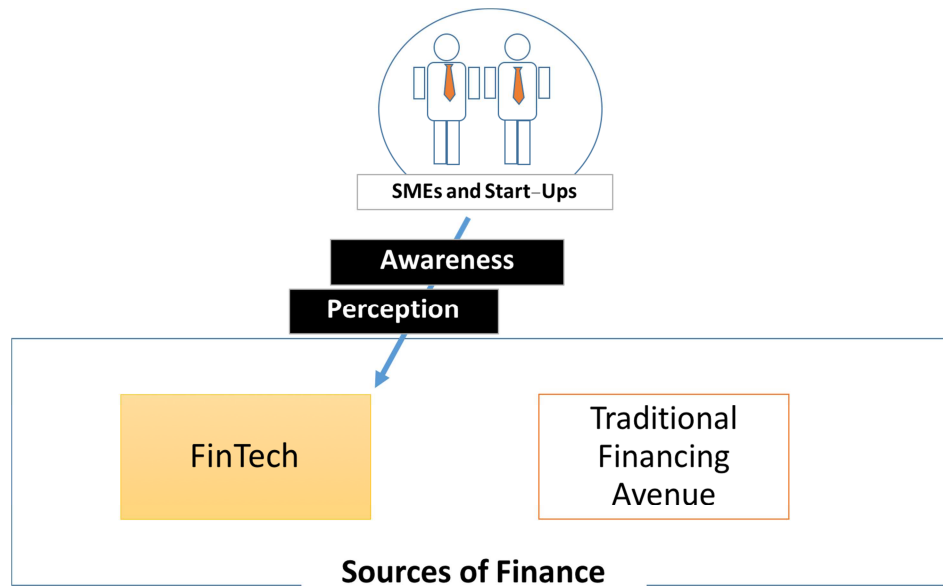 SMEs and Start–Ups
Awareness
Perception
FinTech
Traditional
Financing
Avenue
Sources of Finance